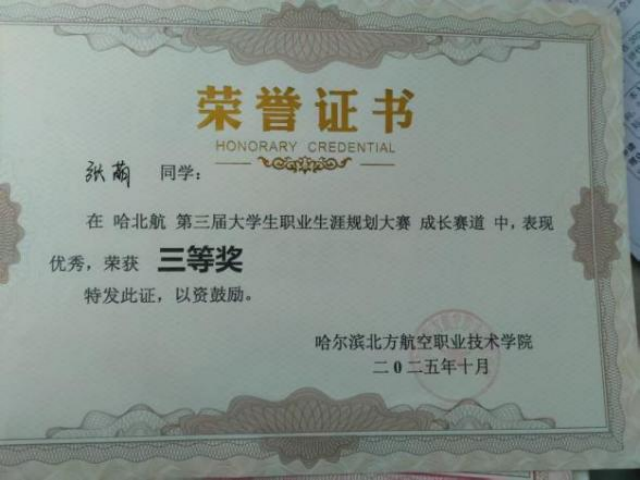 荣誉证书
HONORARY CREDENTIAL
张萌 同学：
在 哈北航 第三届大学生职业生涯规划大赛 成长赛道 中，表现
优秀，荣获 三等奖
特发此证，以资鼓励。
哈尔滨北方航空职业技术学院
二0二五年十月